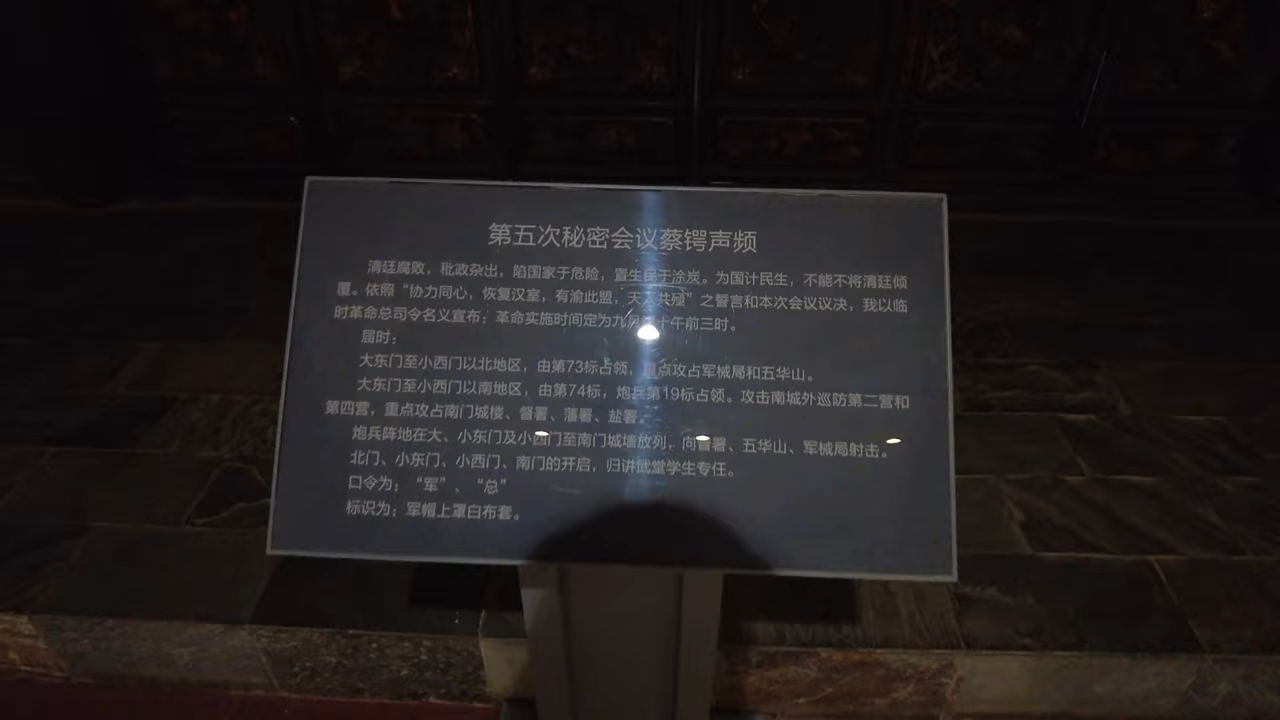 第五次秘密会议蔡锷声频
清廷腐败，秕政杂出，陷国家于危险，置生民于涂炭。为国计民生，不能不将清廷倾
覆。依照“协力同心，恢复汉室，有渝此盟，天人共殛”之誓言和本次会议议决，我以临
时革命总司令名义宣布：革命实施时间定为九月 十午前三时。
届时：
大东门至小西门以北地区，由第73标占领，重点攻占军械局和五华山。
大东门至小西门以南地区，由第74标，炮兵第19标占领。攻击南城外巡防第二营和
第四营，重点攻占南门城楼、督署、藩署、盐署。
炮兵阵地在大、小东门及小西门至南门城墙放列，向督署、五华山、军械局射击。
北门、小东门、小西门、南门的开启，归讲武堂学生专任。
口令为：“军”、“总”
标识为：军帽上罩白布套。